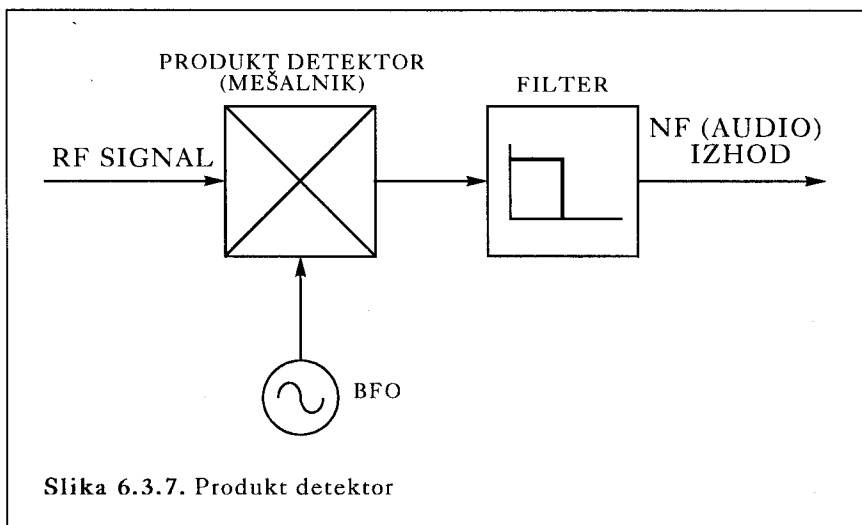 PRODUKT DETEKTOR
(MEŠALNIK)
FILTER
RF SIGNAL
NF (AUDIO)
IZHOD
BFO
Slika 6.3.7. Produkt detektor